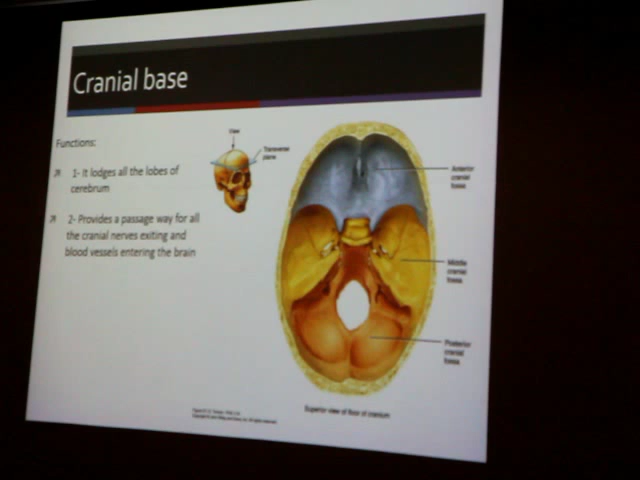 Cranial base
Functions:
1- It lodges all the lobes of
cerebrum
2- Provides a passage way for all
the cranial nerves exiting and
blood vessels entering the brain
View
Transverse
plane
Anterior
cranial
fossa
Middle
cranial
fossa
Posterior
cranial
fossa
Superior view of floor of cranium